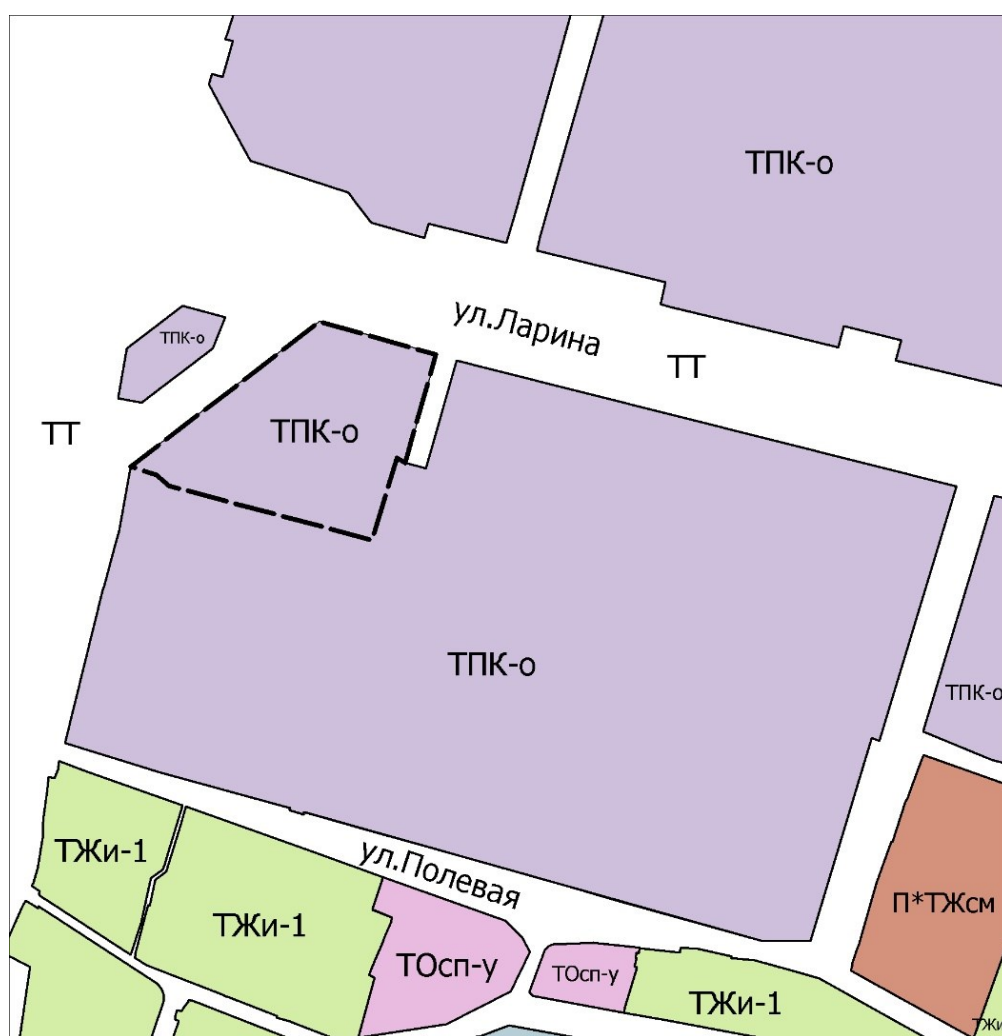 ТПК-о
ул.Ларина
ТПК-о
ТТ
ТПК-о
ТТ
ТПК-о
ТПК-о
ТЖи-1
ул.Полевая
П*ТЖсм
ТЖи-1
ТОсп-у
ТОсп-у
ТЖи-1
ТЖи